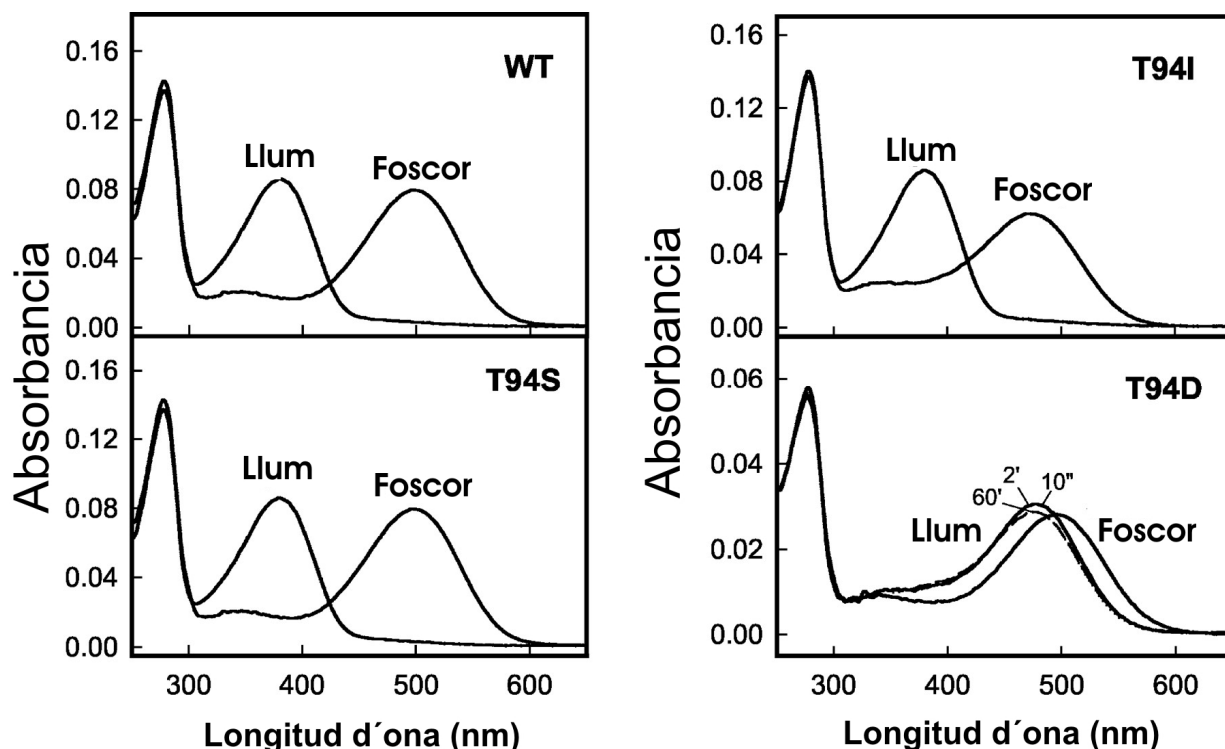 Absorbancia
0.16
0.12
0.08
0.04
0.00
WT
Llum
Foscor
0.16
0.12
0.08
0.04
0.00
T94S
Llum
Foscor
300 400 500 600
Longitud d´ona (nm)
Absorbancia
0.16
0.12
0.08
0.04
0.00
T94I
Llum
Foscor
0.06
0.04
0.02
0.00
T94D
2'
10"
60'
Llum
Foscor
300 400 500 600
Longitud d´ona (nm)